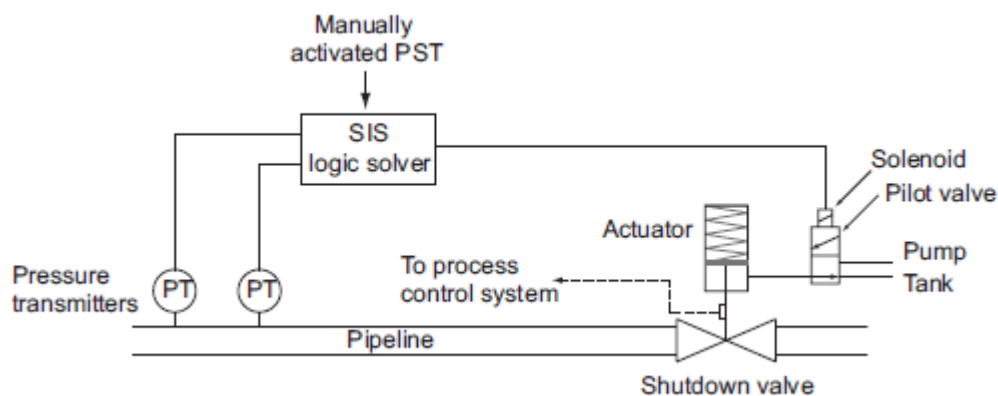 Manually
activated PST
SIS
logic solver
Solenoid
Pilot valve
Actuator
Pump
Tank
To process
control system
Pressure
transmitters
PT
PT
Pipeline
Shutdown valve